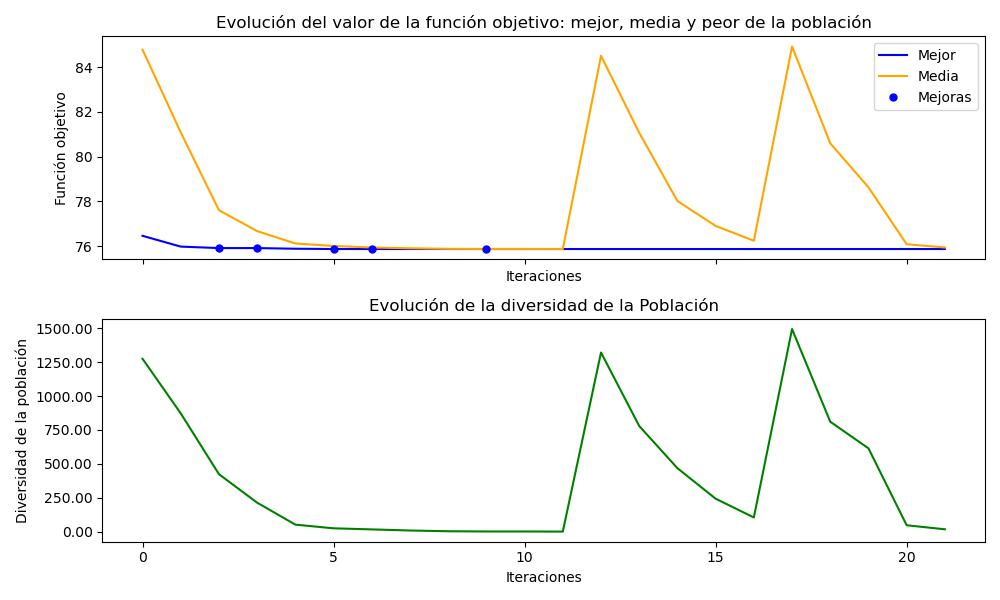 Evolución del valor de la función objetivo: mejor, media y peor de la población
84
82
80
78
76
Función objetivo
Mejor
Media
Mejoras
Iteraciones
Evolución de la diversidad de la Población
1500.00
1250.00
1000.00
750.00
500.00
250.00
0.00
Diversidad de la población
0
5
10
15
20
Iteraciones